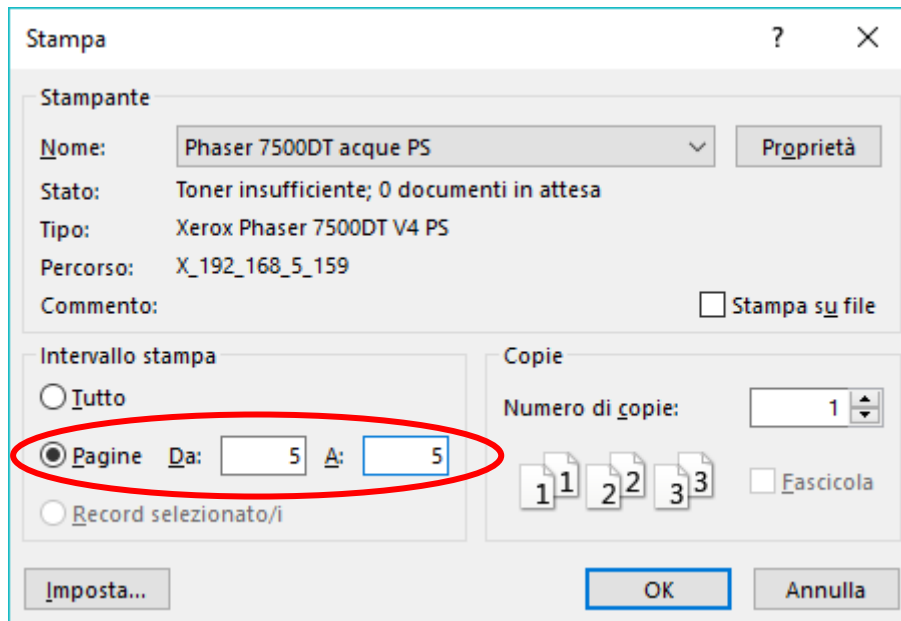 Stampa ?
Stampante
Nome: Phaser 7500DT acque PS Proprietà
Stato: Toner insufficiente; 0 documenti in attesa
Tipo: Xerox Phaser 7500DT V4 PS
Percorso: X_192_168_5_159
Commento: Stampa su file
Intervallo stampa
Tutto
Pagine Da: 5 A: 5
Record selezionato/i
Copie
Numero di copie: 1
1 1 2 2 3 3 Fascicola
Imposta... OK Annulla